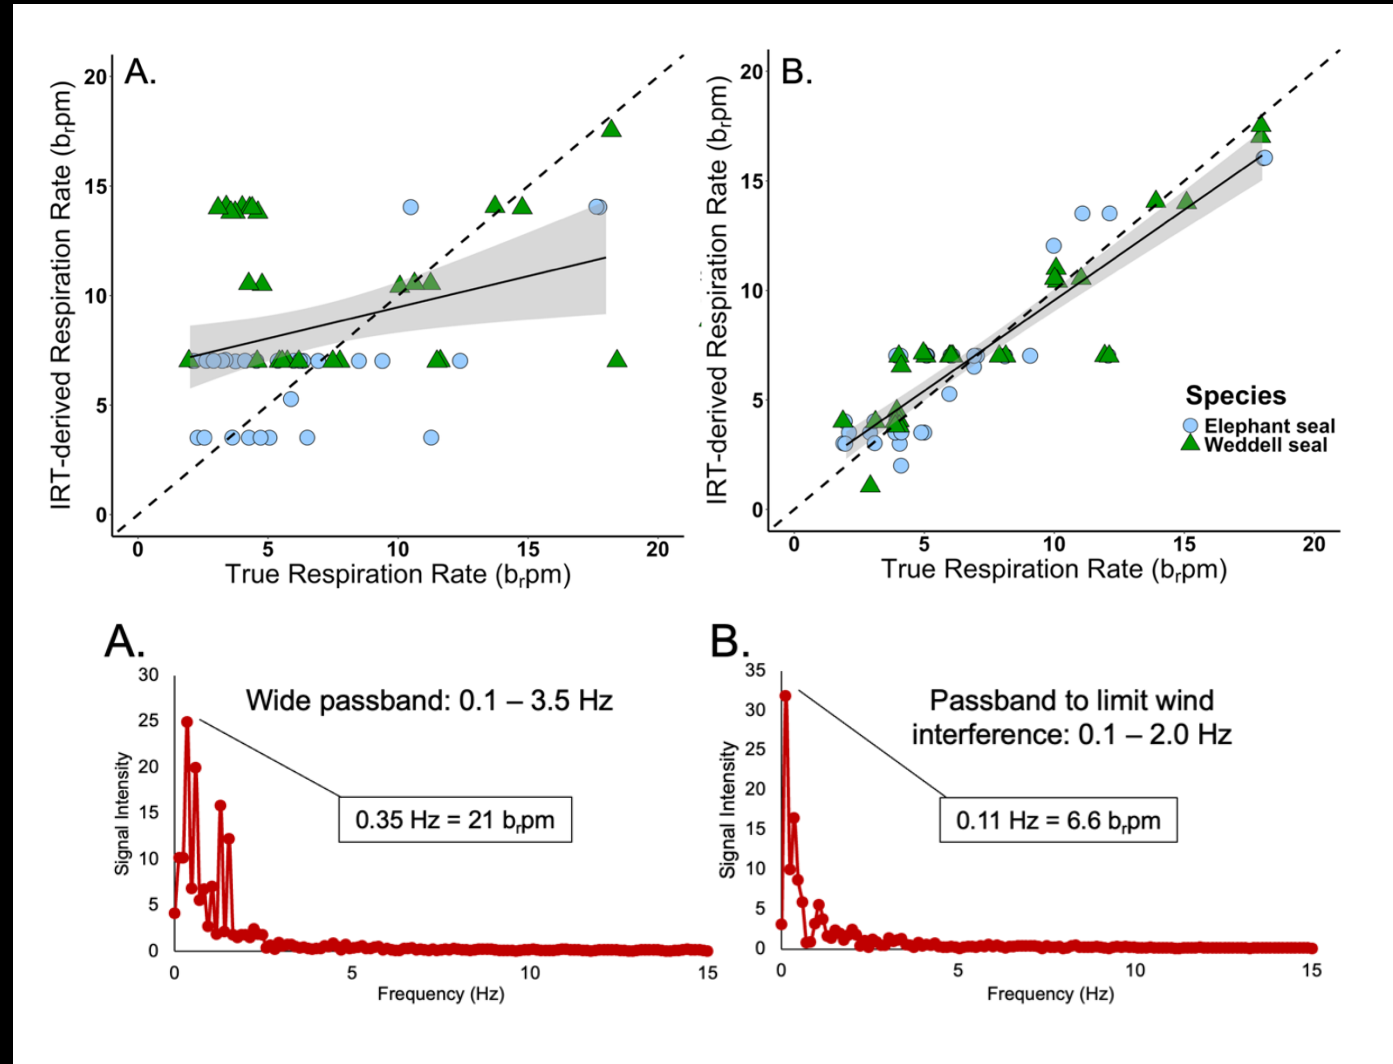 A.
IRT-derived Respiration Rate (bᵣpm)
20
15
10
5
0
0 5 10 15 20
True Respiration Rate (bᵣpm)
B.
IRT-derived Respiration Rate (bᵣpm)
20
15
10
5
0
Species
Elephant seal
Weddell seal
0 5 10 15 20
True Respiration Rate (bᵣpm)
A.
Signal Intensity
30
25
20
15
10
5
0
Wide passband: 0.1 – 3.5 Hz
0.35 Hz = 21 bᵣpm
0 5 10 15
Frequency (Hz)
B.
Signal Intensity
35
30
25
20
15
10
5
0
Passband to limit wind
interference: 0.1 – 2.0 Hz
0.11 Hz = 6.6 bᵣpm
0 5 10 15
Frequency (Hz)